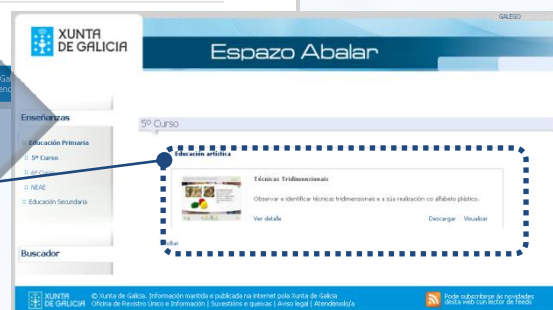 GALEGO
XUNTA
DE GALICIA
Espazo Abalar
Enseñanzas
Educación Primaria
5º Curso
6º Curso
NEAE
Educación Secundaria
Buscador
5º Curso
Educación artística
Técnicas Tridimensionais
Observar e identificar técnicas tridimensionais e a súa realización co alfabeto plástico.
Ver detalle
Descargar Visualizar
XUNTA
DE GALICIA
© Xunta de Galicia. Información mantida e publicada na internet pola Xunta de Galicia
Oficina de Rexistro Único e Información | Suxestións e queixas | Aviso legal | Atendémolo/a
Pode subscribirse ás novidades
desta web cun lector de feeds